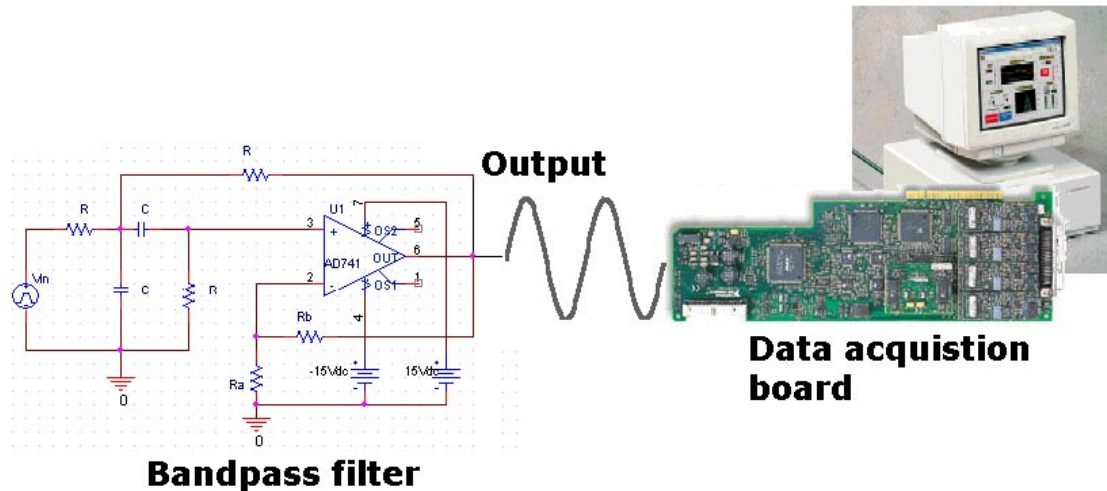 R
Output
R
C
Vin
C
R
3
2
U1
+
-
AD741
7
OS2
5
OUT
6
OS1
1
4
Rb
Ra
-15Vdc
15Vdc
+
-
+
-
0
0
Data acquistion
board
Bandpass filter